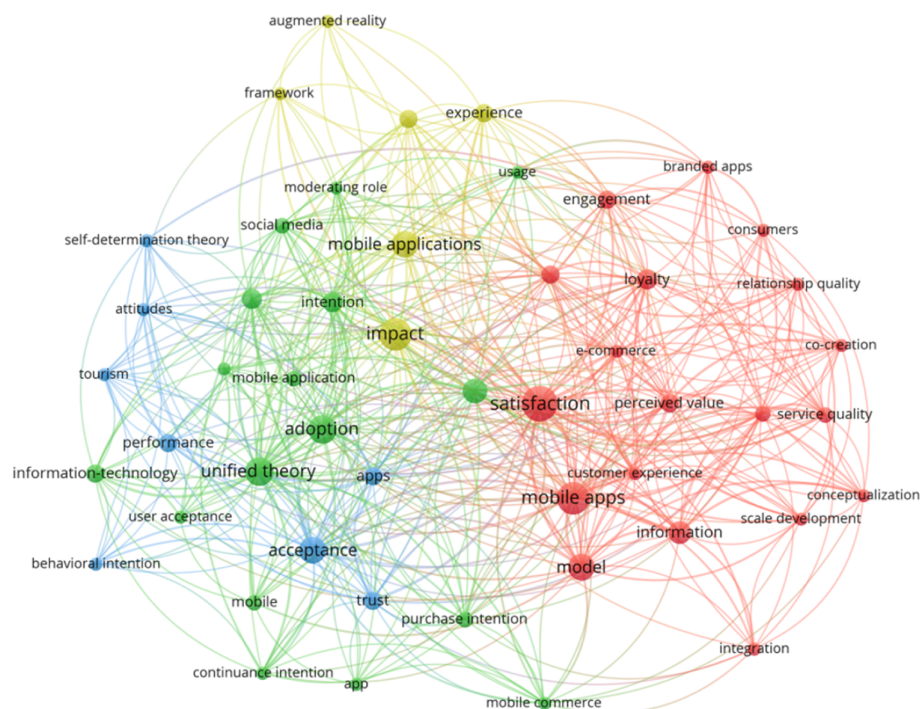 augmented reality
framework
experience
branded apps
usage
moderating role
engagement
social media
consumers
self-determination theory
mobile applications
loyalty
relationship quality
intention
attitudes
impact
co-creation
e-commerce
tourism
mobile application
satisfaction
perceived value
service quality
adoption
performance
information-technology
unified theory
apps
customer experience
mobile apps
conceptualization
user acceptance
scale development
information
acceptance
behavioral intention
model
mobile
trust
purchase intention
integration
continuance intention
app
mobile commerce